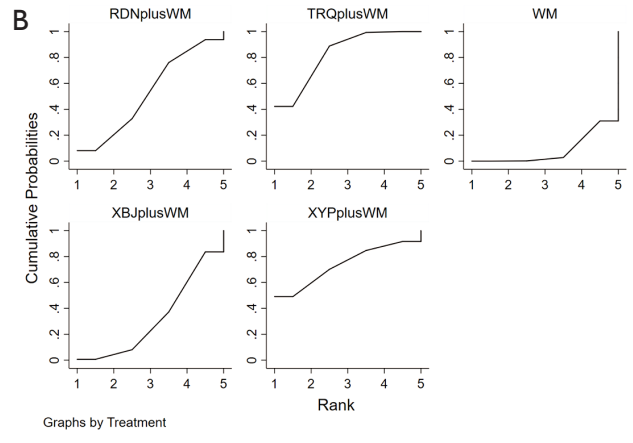 B
RDNplusWM
TRQplusWM
WM
0 .2 .4 .6 .8 1
0 .2 .4 .6 .8 1
0 .2 .4 .6 .8 1
1 2 3 4 5
1 2 3 4 5
1 2 3 4 5
XBJplusWM
XYPplusWM
0 .2 .4 .6 .8 1
0 .2 .4 .6 .8 1
1 2 3 4 5
1 2 3 4 5
Cumulative Probabilities
Rank
Graphs by Treatment